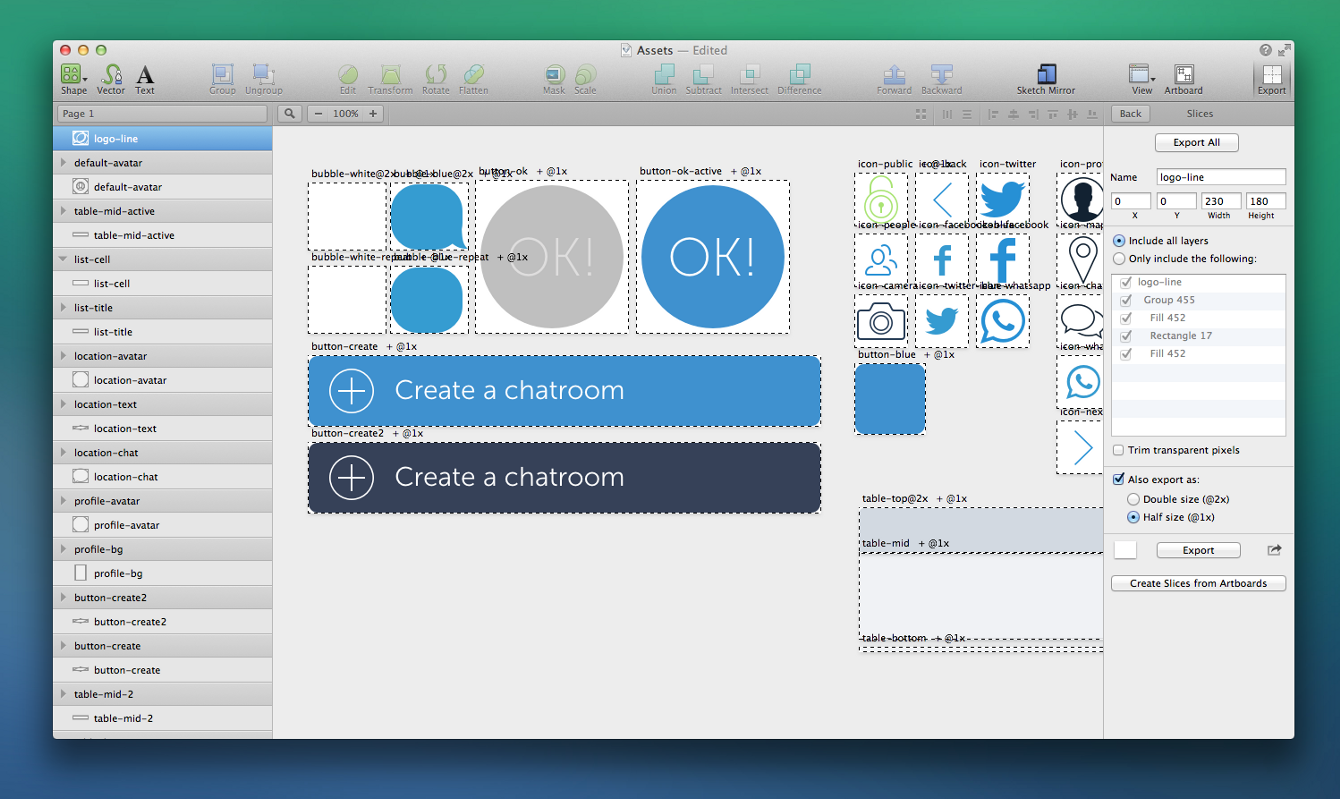 Assets — Edited
Shape
Vector
Text
Group
Ungroup
Edit
Transform
Rotate
Flatten
Mask
Scale
Union
Subtract
Intersect
Difference
Forward
Backward
Sketch Mirror
View
Artboard
Export
Page 1
100%
Back
Slices
logo-line
default-avatar
default-avatar
table-mid-active
table-mid-active
list-cell
list-cell
list-title
list-title
location-avatar
location-avatar
location-text
location-text
location-chat
location-chat
profile-avatar
profile-avatar
profile-bg
profile-bg
button-create2
button-create2
button-create
button-create
table-mid-2
table-mid-2
bubble-white@2x
bubble-blue@2x
button-ok + @1x
button-ok-active + @1x
OK!
OK!
bubble-white-repeat
bubble-blue-repeat + @1x
button-create + @1x
Create a chatroom
button-create2 + @1x
Create a chatroom
icon-public
icon-back
icon-twitter
icon-pro
icon-people
icon-facebook-blue
icon-facebook
icon-map
icon-camera
icon-twitter-blue
icon-whatsapp
icon-cha
button-blue + @1x
icon-wha
icon-nex
table-top@2x + @1x
table-mid + @1x
table-bottom + @1x
Export All
Name
logo-line
0
0
230
180
X
Y
Width
Height
Include all layers
Only include the following:
logo-line
Group 455
Fill 452
Rectangle 17
Fill 452
Trim transparent pixels
Also export as:
Double size (@2x)
Half size (@1x)
Export
Create Slices from Artboards